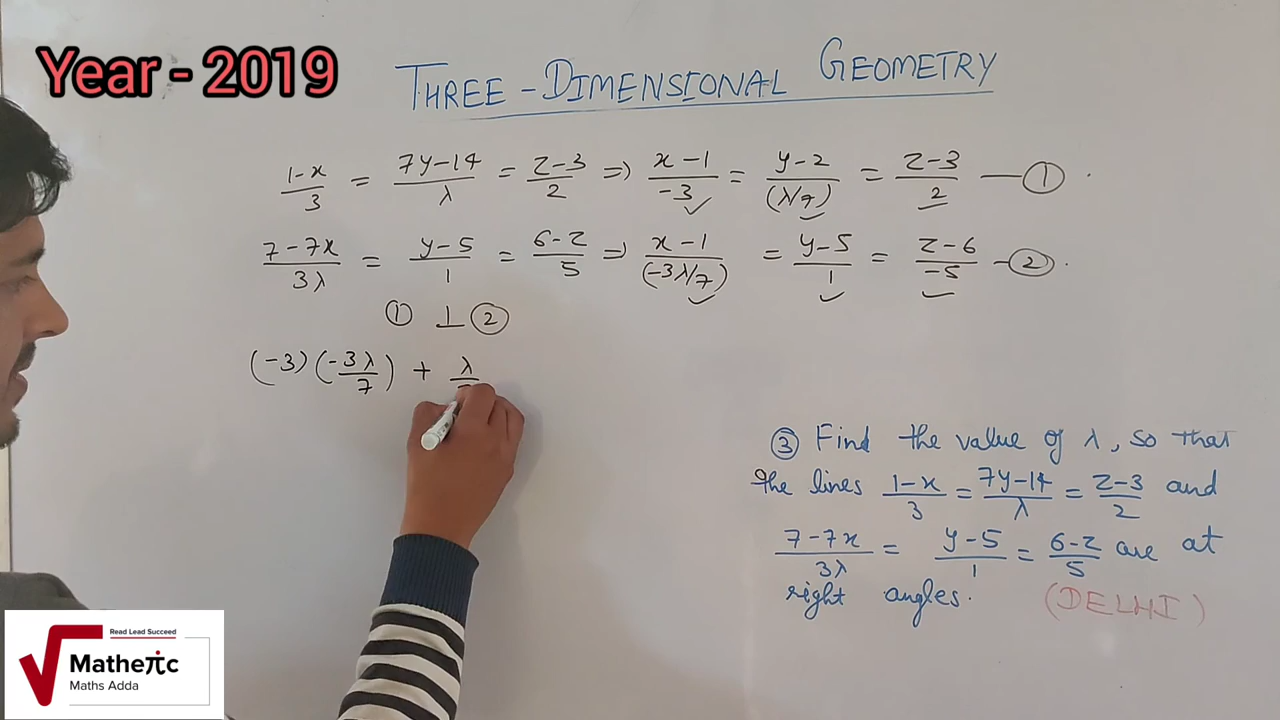 Year - 2019
THREE-DIMENSIONAL GEOMETRY
1-x/3 = 7y-14/λ = z-3/2 ⇒ x-1/-3 = y-2/(λ/7) = z-3/2 — ①
7-7x/3λ = y-5/1 = 6-z/5 ⇒ x-1/(-3λ/7) = y-5/1 = z-6/-5 - ②
① ⊥ ②
(-3)(-3λ/7) + λ
③ Find the value of λ, so that
the lines 1-x/3 = 7y-14/λ = z-3/2 and
7-7x/3λ = y-5/1 = 6-z/5 are at
right angles. (DELHI)
Read Lead Succeed
Matheπc
Maths Adda